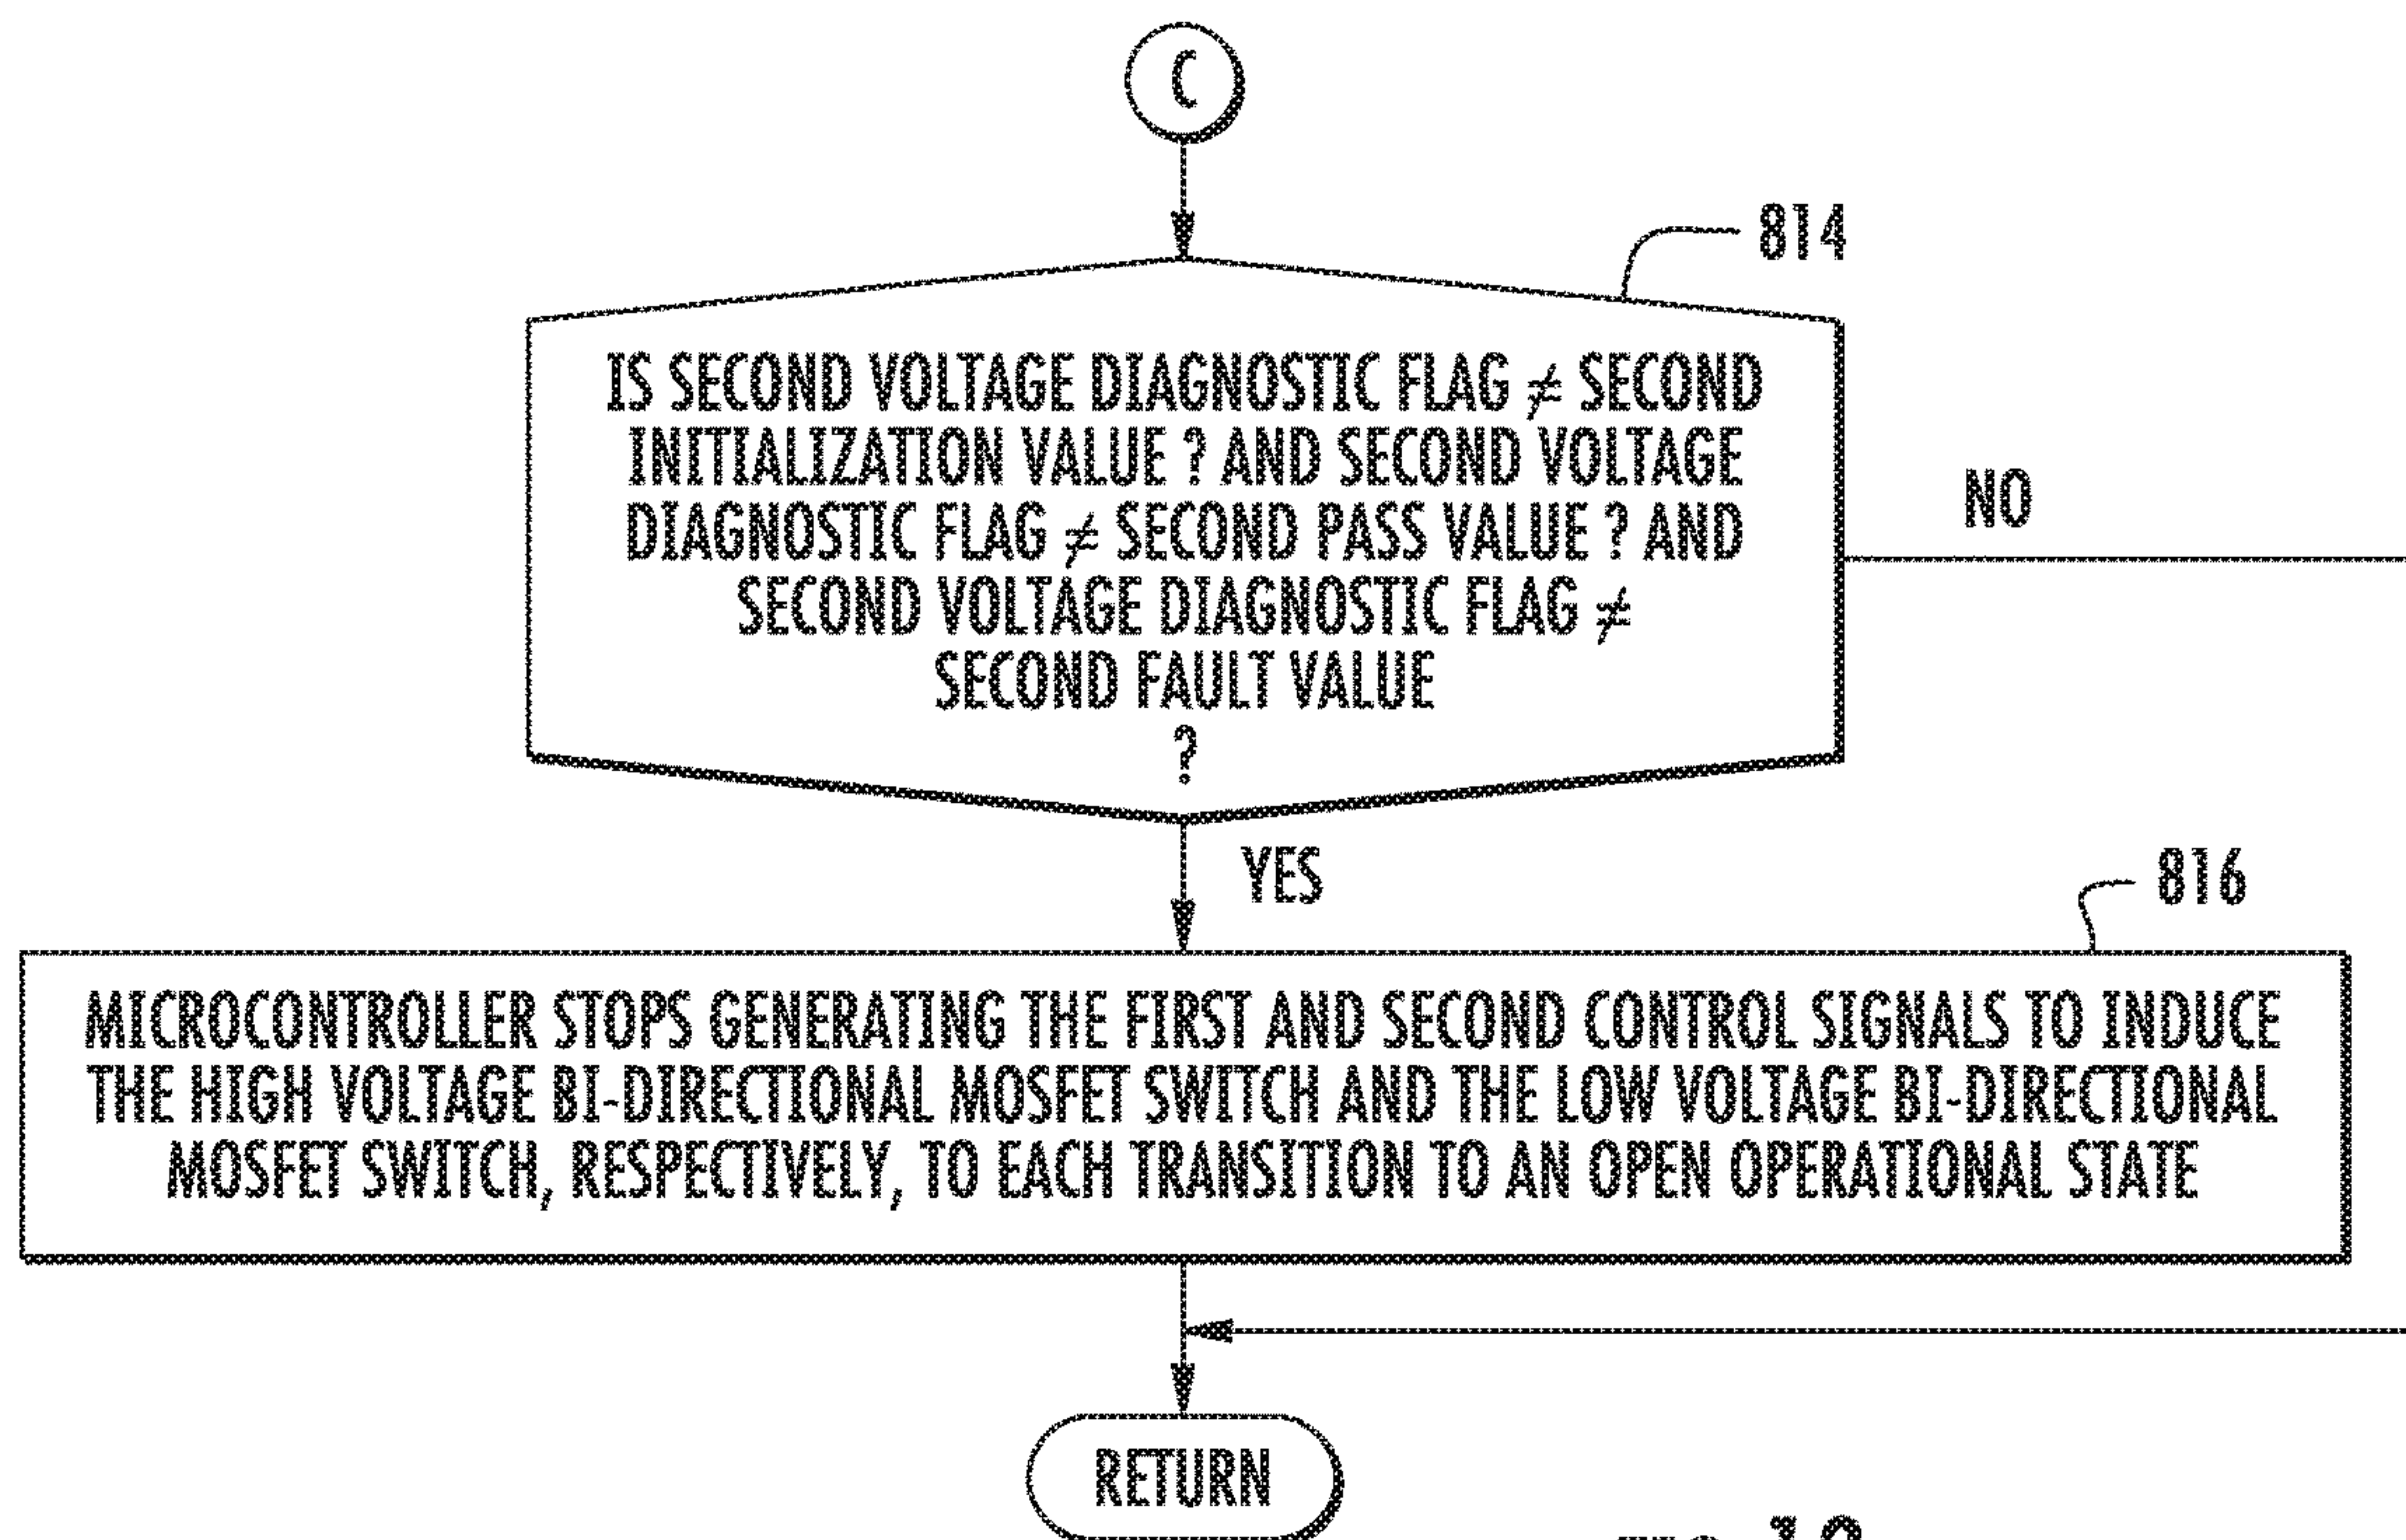 C
814
IS SECOND VOLTAGE DIAGNOSTIC FLAG ≠ SECOND
INITIALIZATION VALUE ? AND SECOND VOLTAGE
DIAGNOSTIC FLAG ≠ SECOND PASS VALUE ? AND
SECOND VOLTAGE DIAGNOSTIC FLAG ≠
SECOND FAULT VALUE
?
NO
YES
816
MICROCONTROLLER STOPS GENERATING THE FIRST AND SECOND CONTROL SIGNALS TO INDUCE
THE HIGH VOLTAGE BI-DIRECTIONAL MOSFET SWITCH AND THE LOW VOLTAGE BI-DIRECTIONAL
MOSFET SWITCH, RESPECTIVELY, TO EACH TRANSITION TO AN OPEN OPERATIONAL STATE
RETURN